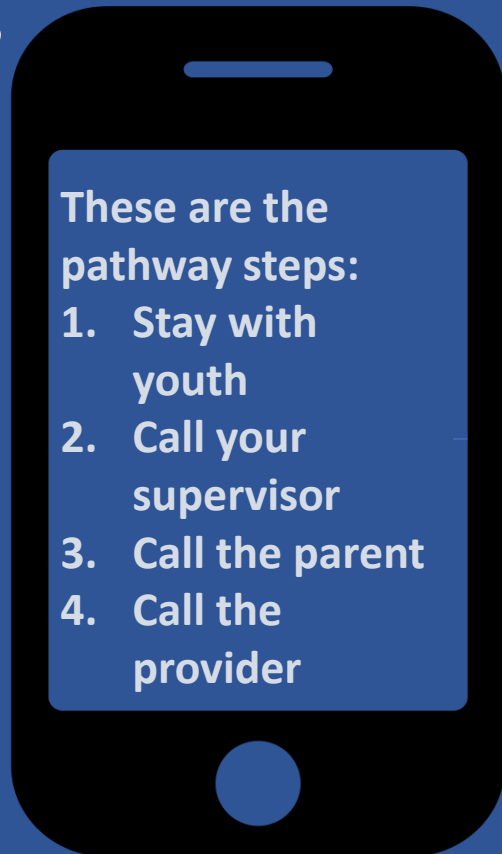 These are the
pathway steps:
1. Stay with
youth
2. Call your
supervisor
3. Call the parent
4. Call the
provider